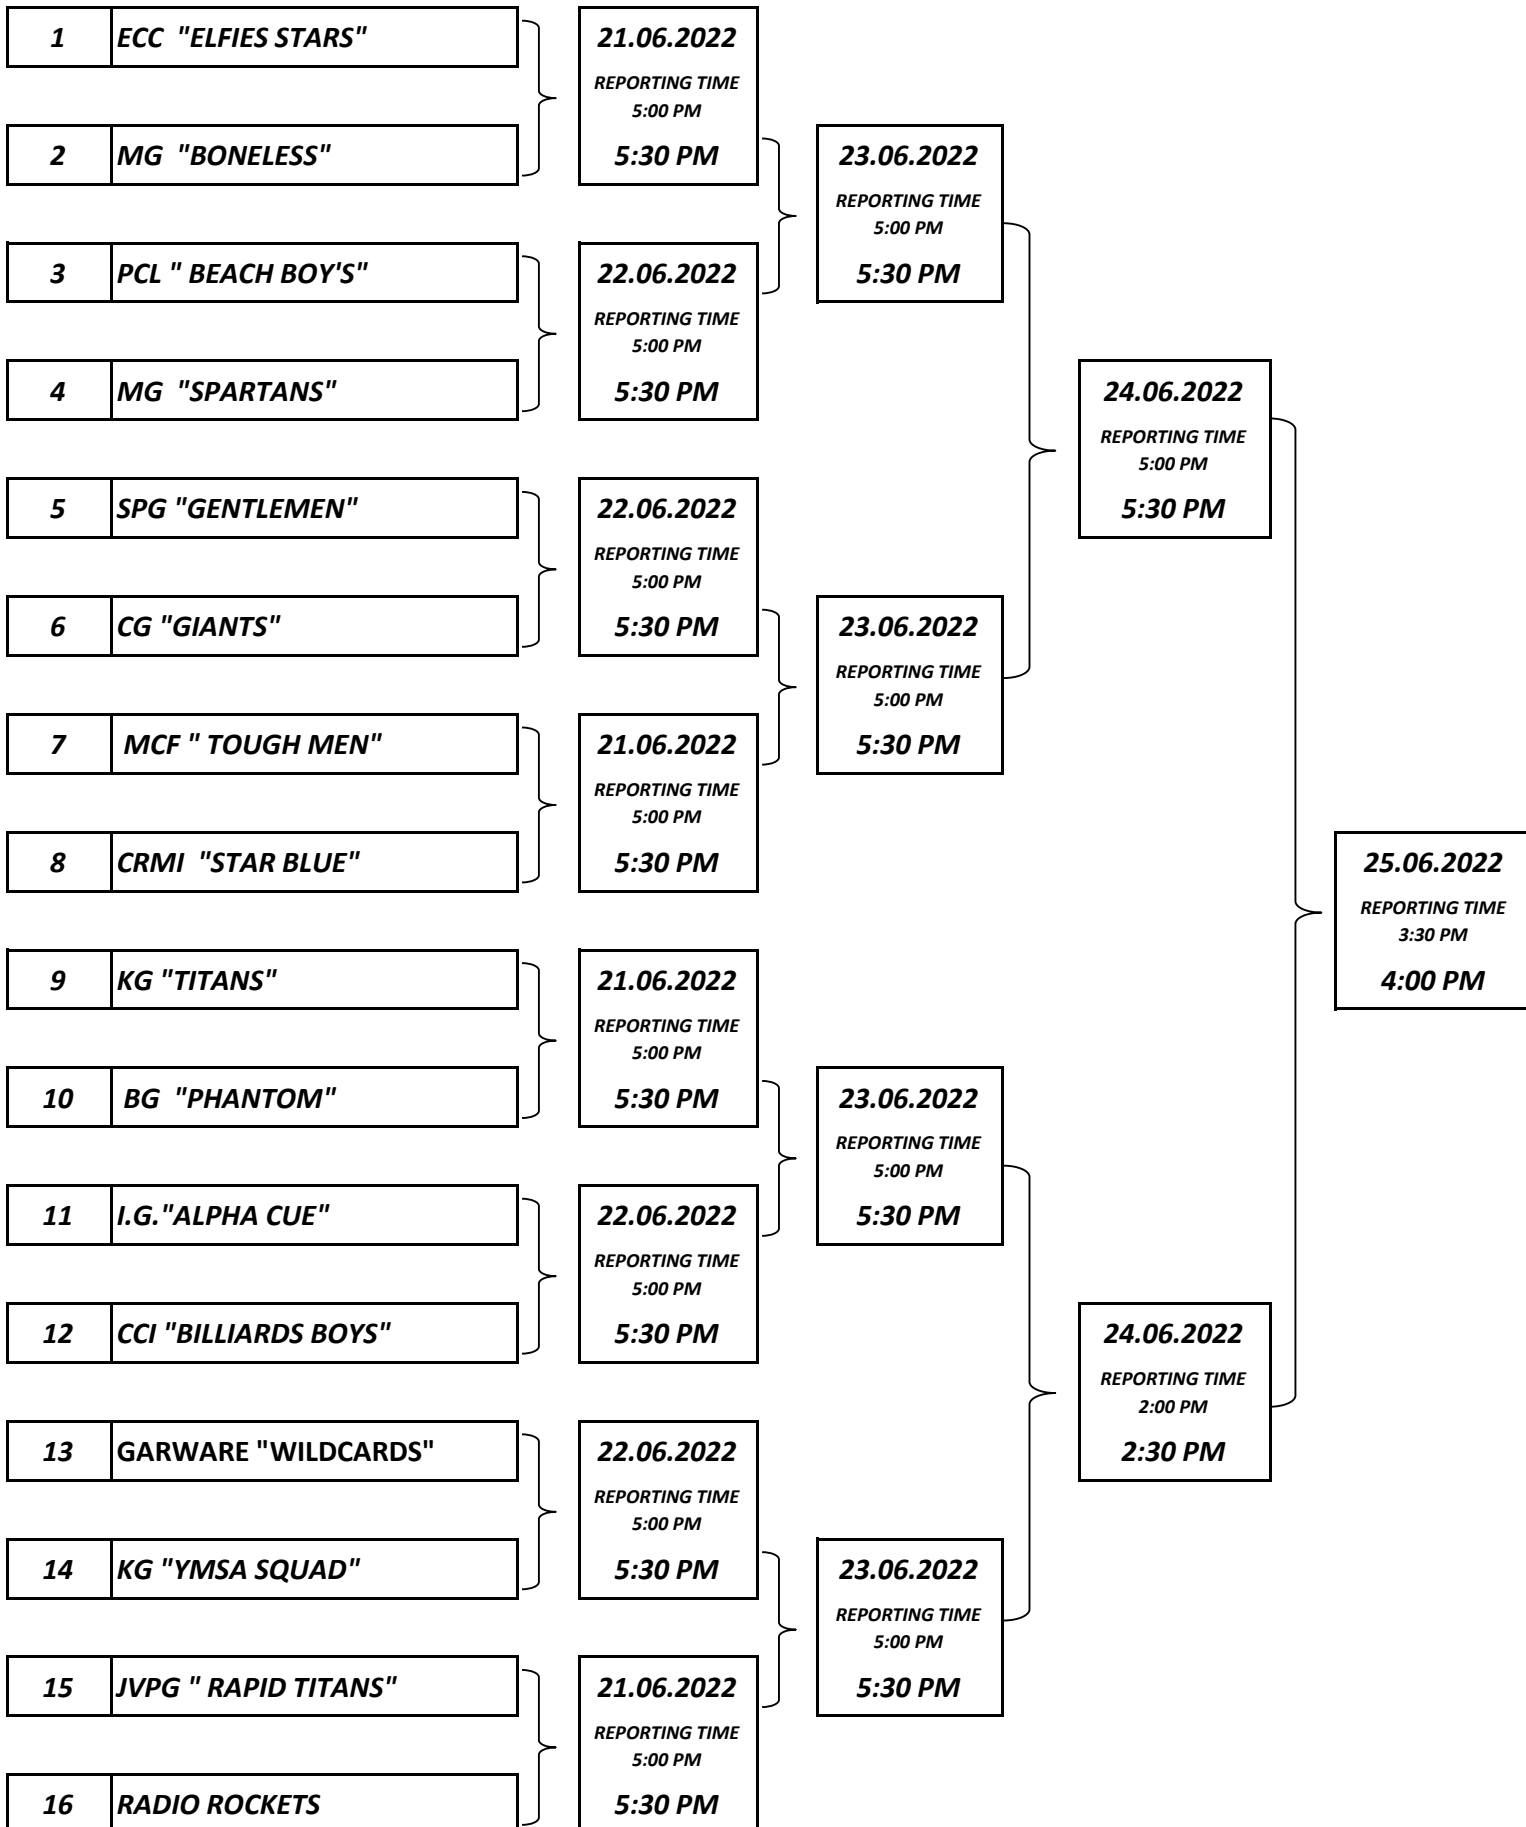 1 ECC "ELFIES STARS"
21.06.2022
REPORTING TIME
5:00 PM
2 MG "BONELESS"
5:30 PM
23.06.2022
REPORTING TIME
5:00 PM
3 PCL " BEACH BOY'S"
22.06.2022
5:30 PM
REPORTING TIME
5:00 PM
4 MG "SPARTANS"
5:30 PM
24.06.2022
REPORTING TIME
5:00 PM
5 SPG "GENTLEMEN"
22.06.2022
5:30 PM
REPORTING TIME
5:00 PM
6 CG "GIANTS"
5:30 PM
23.06.2022
REPORTING TIME
5:00 PM
7 MCF " TOUGH MEN"
21.06.2022
5:30 PM
REPORTING TIME
5:00 PM
8 CRMI "STAR BLUE"
5:30 PM
25.06.2022
REPORTING TIME
3:30 PM
9 KG "TITANS"
21.06.2022
4:00 PM
REPORTING TIME
5:00 PM
10 BG "PHANTOM"
5:30 PM
23.06.2022
REPORTING TIME
5:00 PM
11 I.G."ALPHA CUE"
22.06.2022
5:30 PM
REPORTING TIME
5:00 PM
12 CCI "BILLIARDS BOYS"
5:30 PM
24.06.2022
REPORTING TIME
2:00 PM
13 GARWARE "WILDCARDS"
22.06.2022
2:30 PM
REPORTING TIME
5:00 PM
14 KG "YMSA SQUAD"
5:30 PM
23.06.2022
REPORTING TIME
5:00 PM
15 JVPG " RAPID TITANS"
21.06.2022
5:30 PM
REPORTING TIME
5:00 PM
16 RADIO ROCKETS
5:30 PM